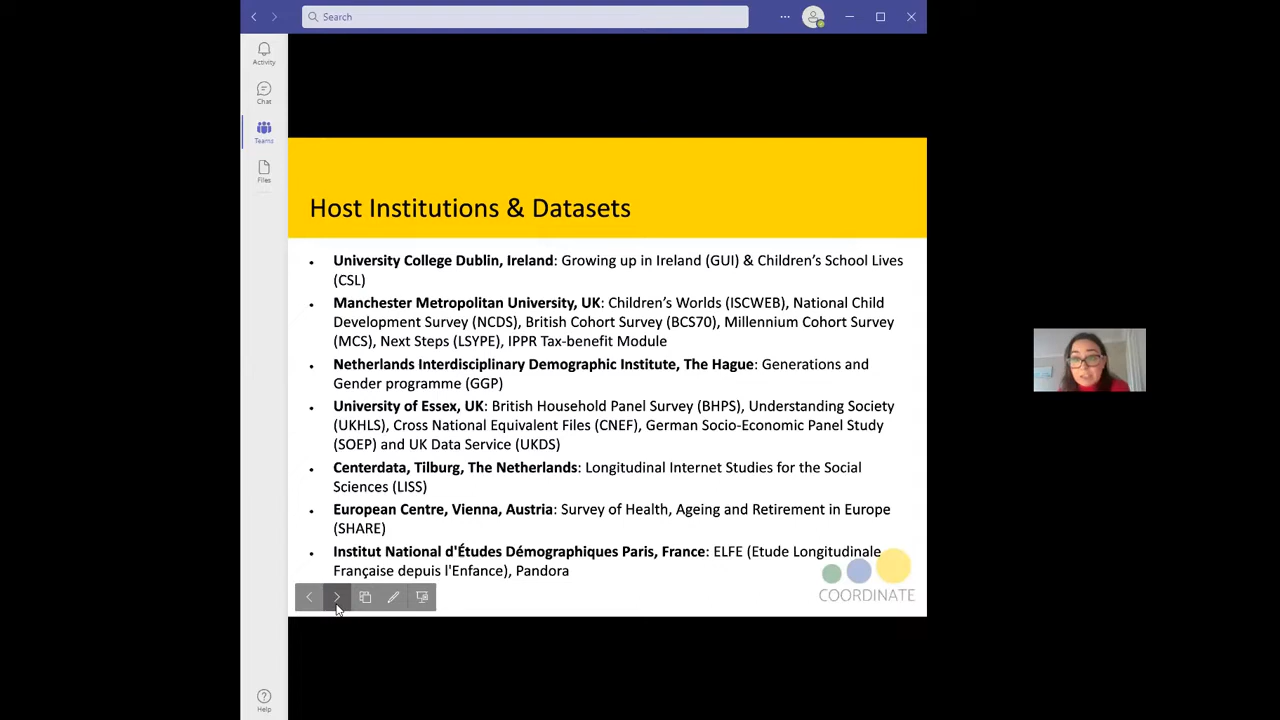 Search
Activity
Chat
Teams
Files
Host Institutions & Datasets
• University College Dublin, Ireland: Growing up in Ireland (GUI) & Children’s School Lives
(CSL)
• Manchester Metropolitan University, UK: Children’s Worlds (ISCWEB), National Child
Development Survey (NCDS), British Cohort Survey (BCS70), Millennium Cohort Survey
(MCS), Next Steps (LSYPE), IPPR Tax-benefit Module
• Netherlands Interdisciplinary Demographic Institute, The Hague: Generations and
Gender programme (GGP)
• University of Essex, UK: British Household Panel Survey (BHPS), Understanding Society
(UKHLS), Cross National Equivalent Files (CNEF), German Socio-Economic Panel Study
(SOEP) and UK Data Service (UKDS)
• Centerdata, Tilburg, The Netherlands: Longitudinal Internet Studies for the Social
Sciences (LISS)
• European Centre, Vienna, Austria: Survey of Health, Ageing and Retirement in Europe
(SHARE)
• Institut National d'Études Démographiques Paris, France: ELFE (Etude Longitudinale
Française depuis l'Enfance), Pandora
COORDINATE
Help